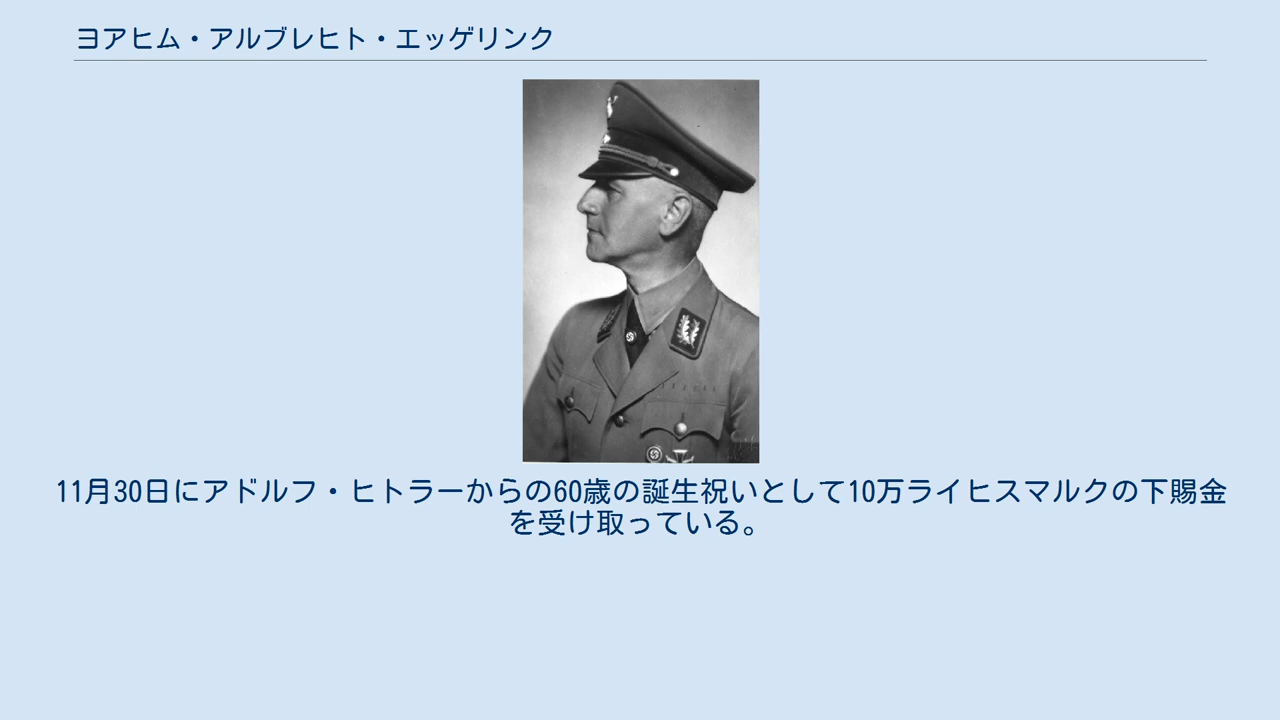 ヨアヒム・アルブレヒト・エッゲリンク
11月30日にアドルフ・ヒトラーからの60歳の誕生祝いとして10万ライヒスマルクの下賜金
を受け取っている。